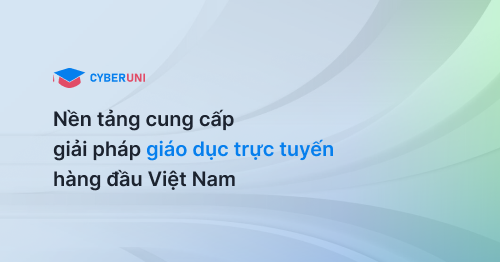 CYBERUNI
Nền tảng cung cấp
giải pháp giáo dục trực tuyến
hàng đầu Việt Nam